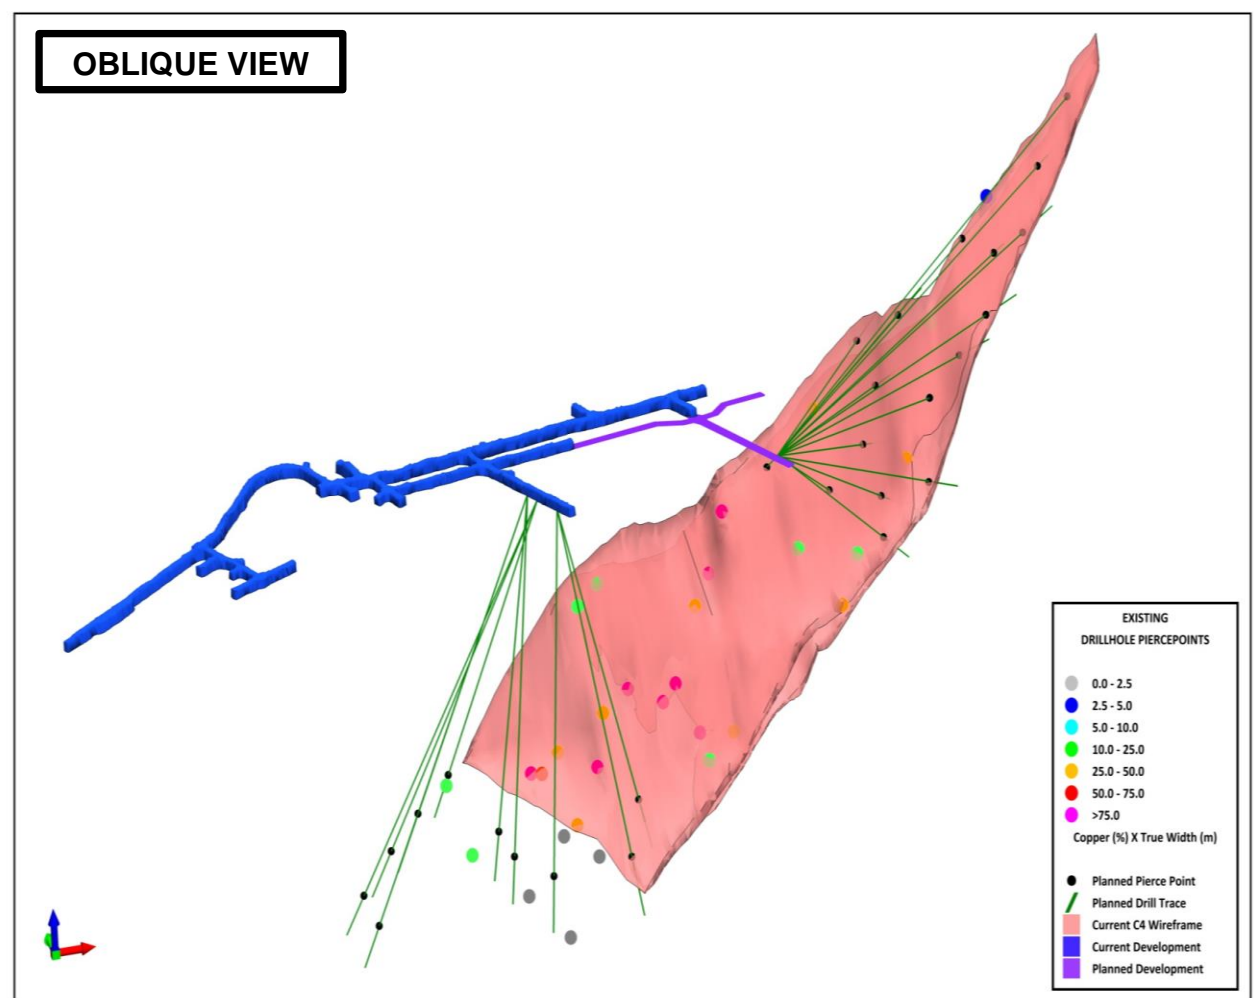 OBLIQUE VIEW
EXISTING
DRILLHOLE PIERCEPOINTS
0.0 - 2.5
2.5 - 5.0
5.0 - 10.0
10.0 - 25.0
25.0 - 50.0
50.0 - 75.0
>75.0
Copper (%) X True Width (m)
Planned Pierce Point
Planned Drill Trace
Current C4 Wireframe
Current Development
Planned Development